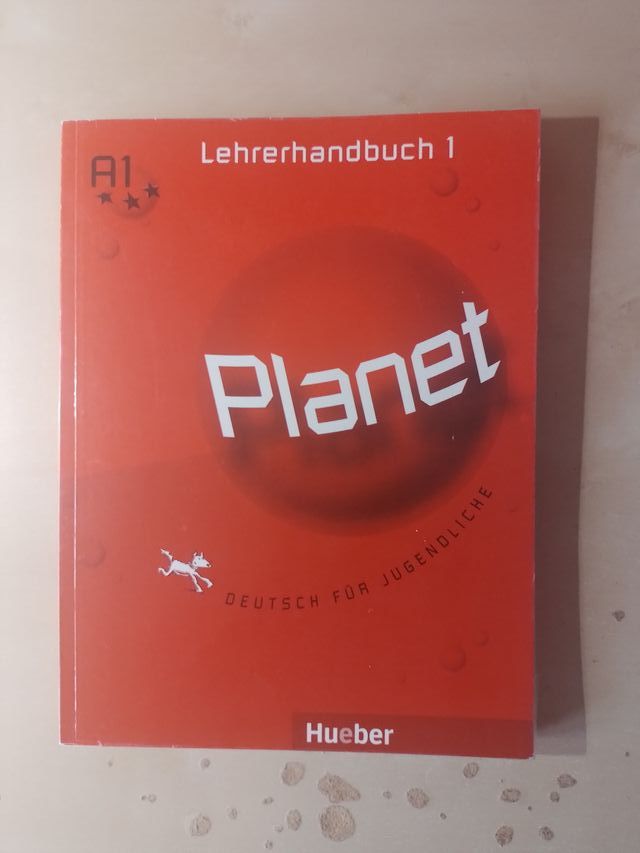 Lehrerhandbuch 1
A1
Planet
DEUTSCH FÜR JUGENDLICHE
Hueber